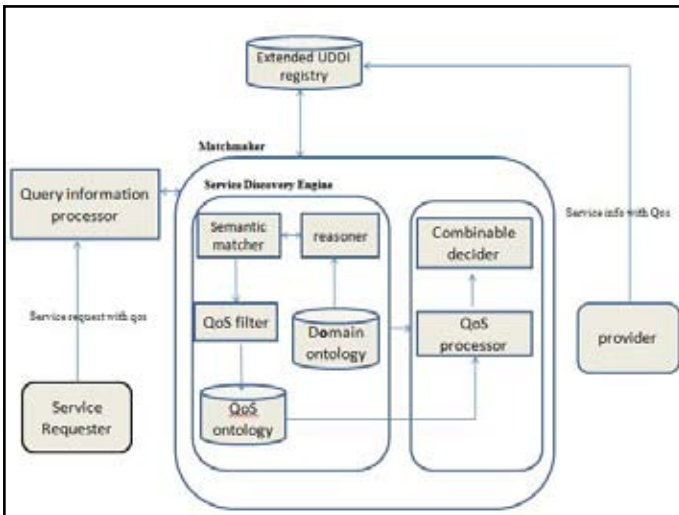 Extended UDDI
registry
Matchmaker
Query information
processor
Service Discovery Engine
Semantic
matcher
reasoner
Combinable
decider
Service info with Qos
Service request with qos
QoS filter
Domain
ontology
QoS
processor
provider
Service
Requester
QoS
ontology